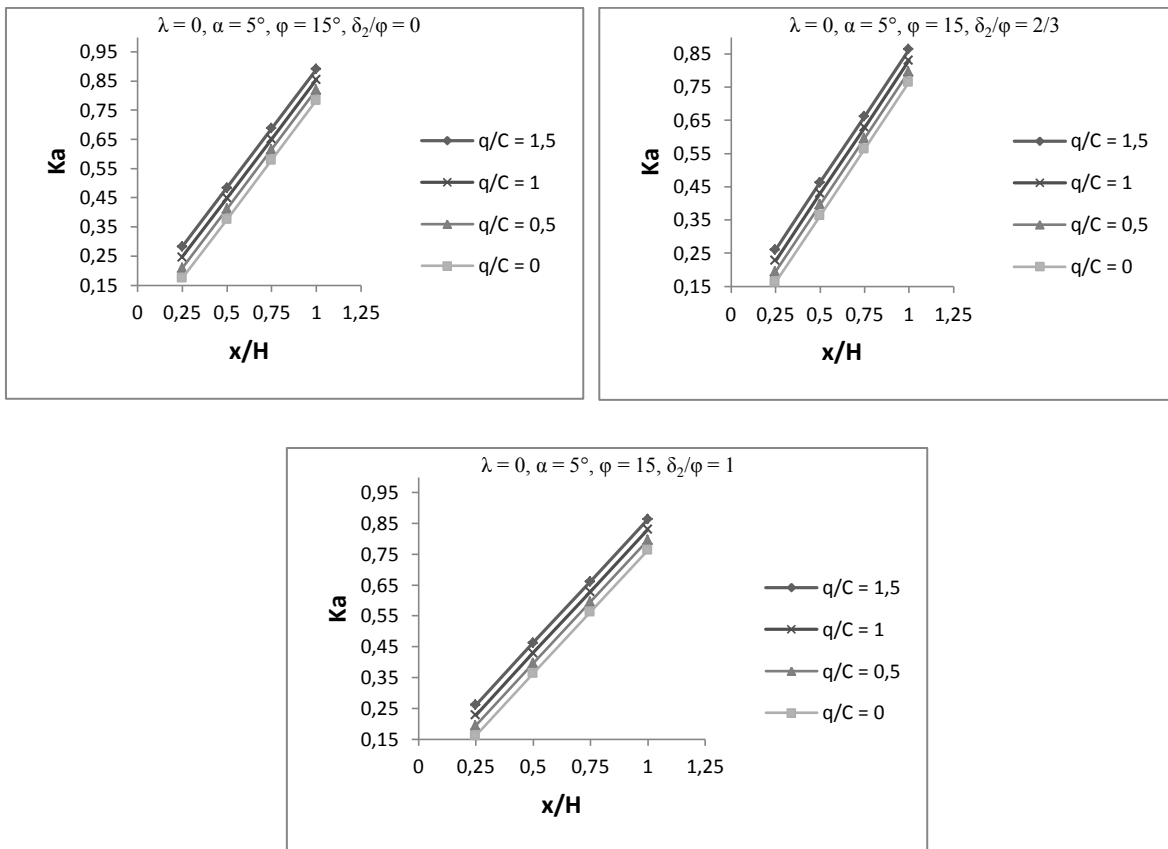 λ = 0, α = 5°, φ = 15°, δ₂/φ = 0
0,95
0,85
0,75
0,65
0,55
0,45
0,35
0,25
0,15
Ka
0 0,25 0,5 0,75 1 1,25
x/H
q/C = 1,5
q/C = 1
q/C = 0,5
q/C = 0
λ = 0, α = 5°, φ = 15, δ₂/φ = 2/3
0,85
0,75
0,65
0,55
0,45
0,35
0,25
0,15
Ka
0 0,25 0,5 0,75 1 1,25
x/H
q/C = 1,5
q/C = 1
q/C = 0,5
q/C = 0
λ = 0, α = 5°, φ = 15, δ₂/φ = 1
0,95
0,85
0,75
0,65
0,55
0,45
0,35
0,25
0,15
Ka
0 0,25 0,5 0,75 1 1,25
x/H
q/C = 1,5
q/C = 1
q/C = 0,5
q/C = 0